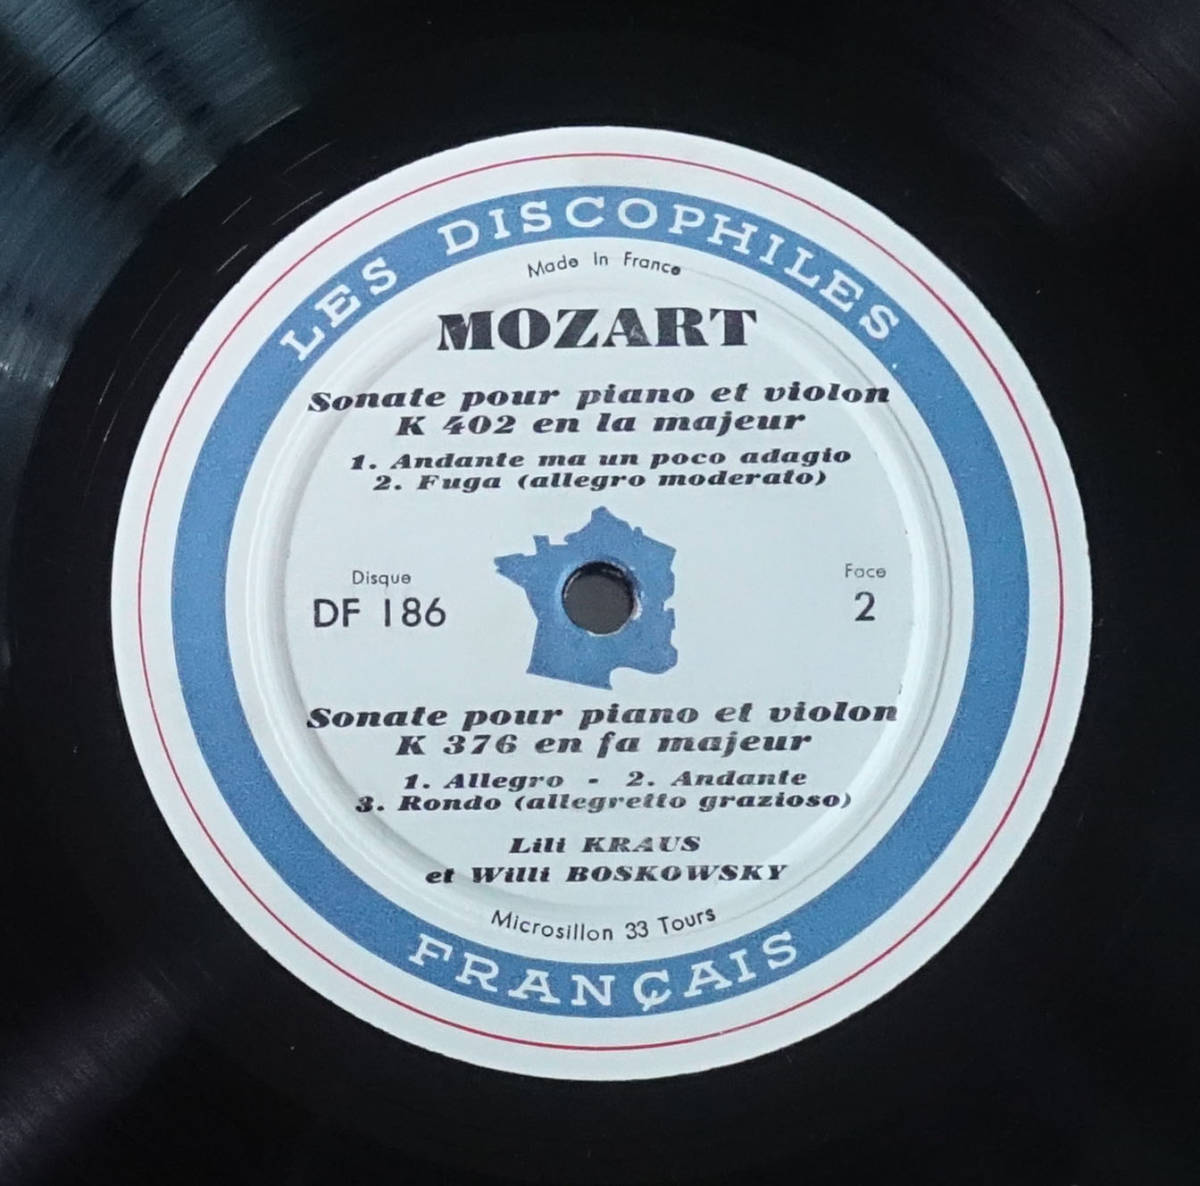 LES DISCOPHILES
Made In France
MOZART
Sonate pour piano et violon
K 402 en la majeur
1. Andante ma un poco adagio
2. Fuga (allegro moderato)
Disque
DF 186
Face
2
Sonate pour piano et violon
K 376 en fa majeur
1. Allegro - 2. Andante
3. Rondo (allegretto grazioso)
Lili KRAUS
et Willi BOSKOWSKY
Microsillon 33 Tours
FRANÇAIS